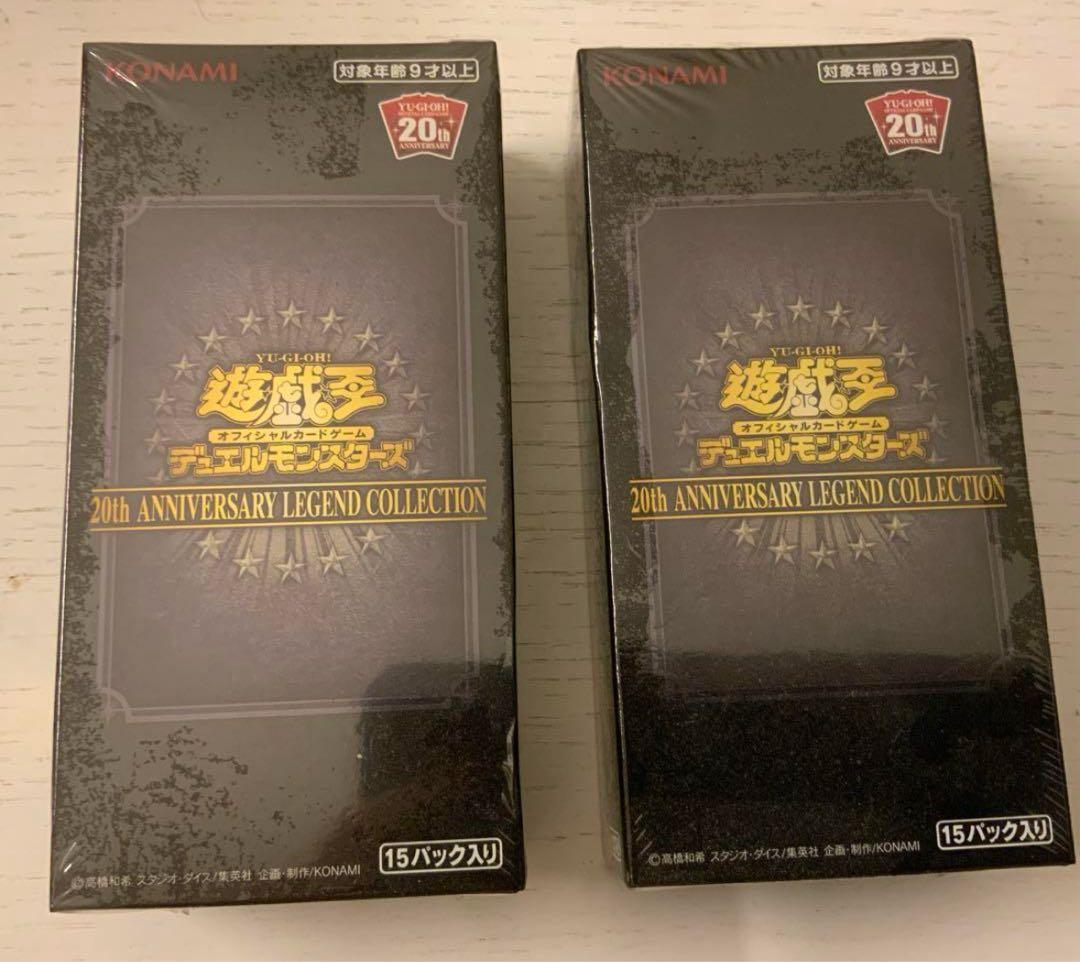 KONAMI
対象年齢9才以上
YU-GI-OH!
OFFICIAL CARD GAME
20th
ANNIVERSARY
YU-GI-OH!
遊戯王
オフィシャルカードゲーム
デュエルモンスターズ
20th ANNIVERSARY LEGEND COLLECTION
15パック入り
©高橋和希 スタジオ・ダイス/集英社 企画・制作/KONAMI
KONAMI
対象年齢9才以上
YU-GI-OH!
OFFICIAL CARD GAME
20th
ANNIVERSARY
YU-GI-OH!
遊戯王
オフィシャルカードゲーム
デュエルモンスターズ
20th ANNIVERSARY LEGEND COLLECTION
15パック入り
©高橋和希 スタジオ・ダイス/集英社 企画・制作/KONAMI